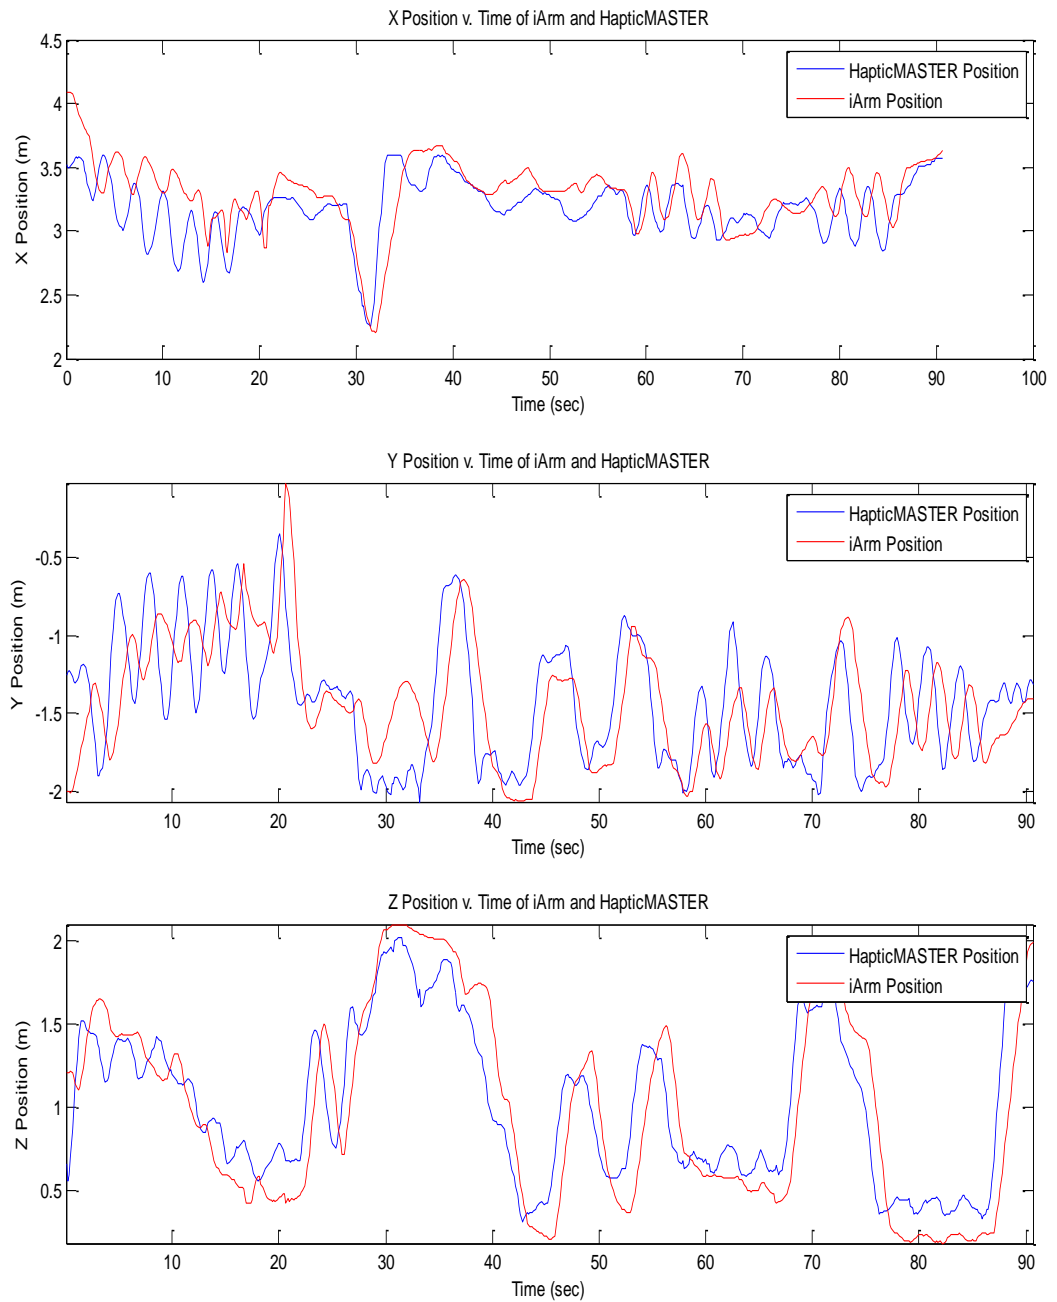 X Position v. Time of iArm and HapticMASTER
4.5
4
3.5
3
2.5
2
X Position (m)
HapticMASTER Position
iArm Position
0 10 20 30 40 50 60 70 80 90 100
Time (sec)
Y Position v. Time of iArm and HapticMASTER
-0.5
-1
-1.5
-2
Y Position (m)
HapticMASTER Position
iArm Position
10 20 30 40 50 60 70 80 90
Time (sec)
Z Position v. Time of iArm and HapticMASTER
2
1.5
1
0.5
Z Position (m)
HapticMASTER Position
iArm Position
10 20 30 40 50 60 70 80 90
Time (sec)